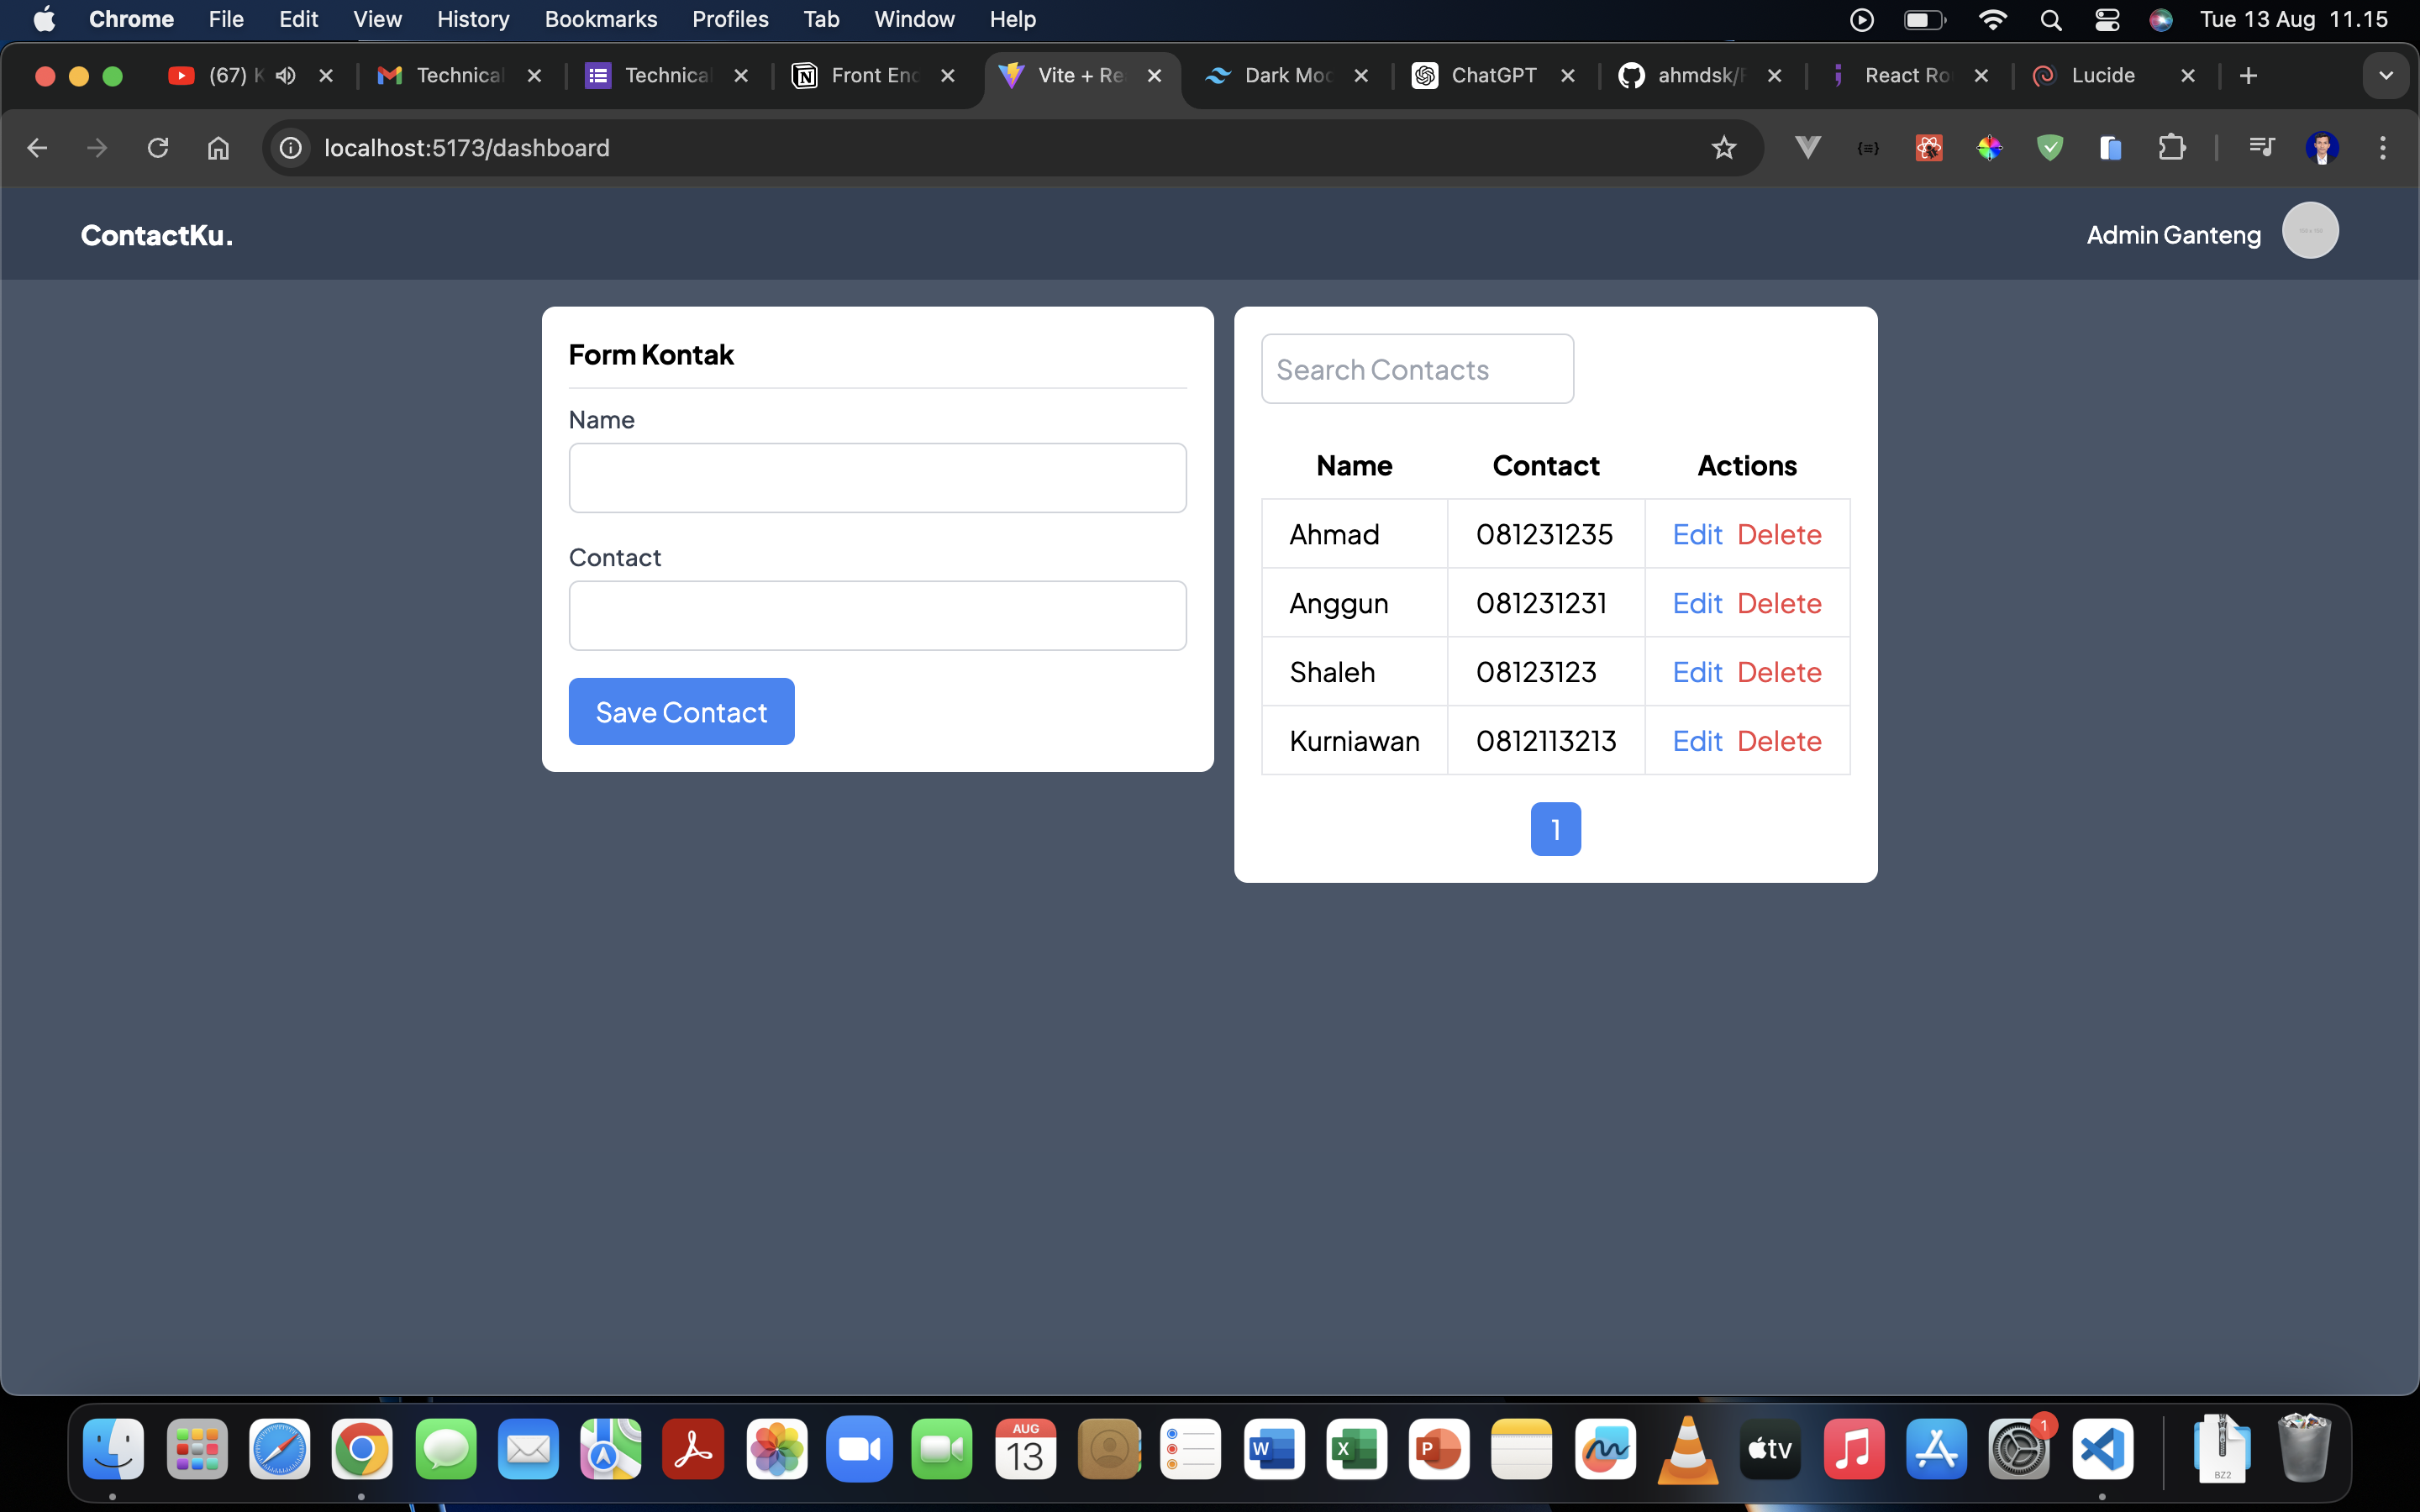 Chrome File Edit View History Bookmarks Profiles Tab Window Help Tue 13 Aug 11.15
(67) Technical Technical Front End Vite + Re Dark Mod ChatGPT ahmdsk/ React Ro Lucide
localhost:5173/dashboard
ContactKu. Admin Ganteng
Form Kontak
Name
Contact
Save Contact
Search Contacts
Name Contact Actions
Ahmad 081231235 Edit Delete
Anggun 081231231 Edit Delete
Shaleh 08123123 Edit Delete
Kurniawan 0812113213 Edit Delete
1
AUG
13
W X P tv 1
BZ2